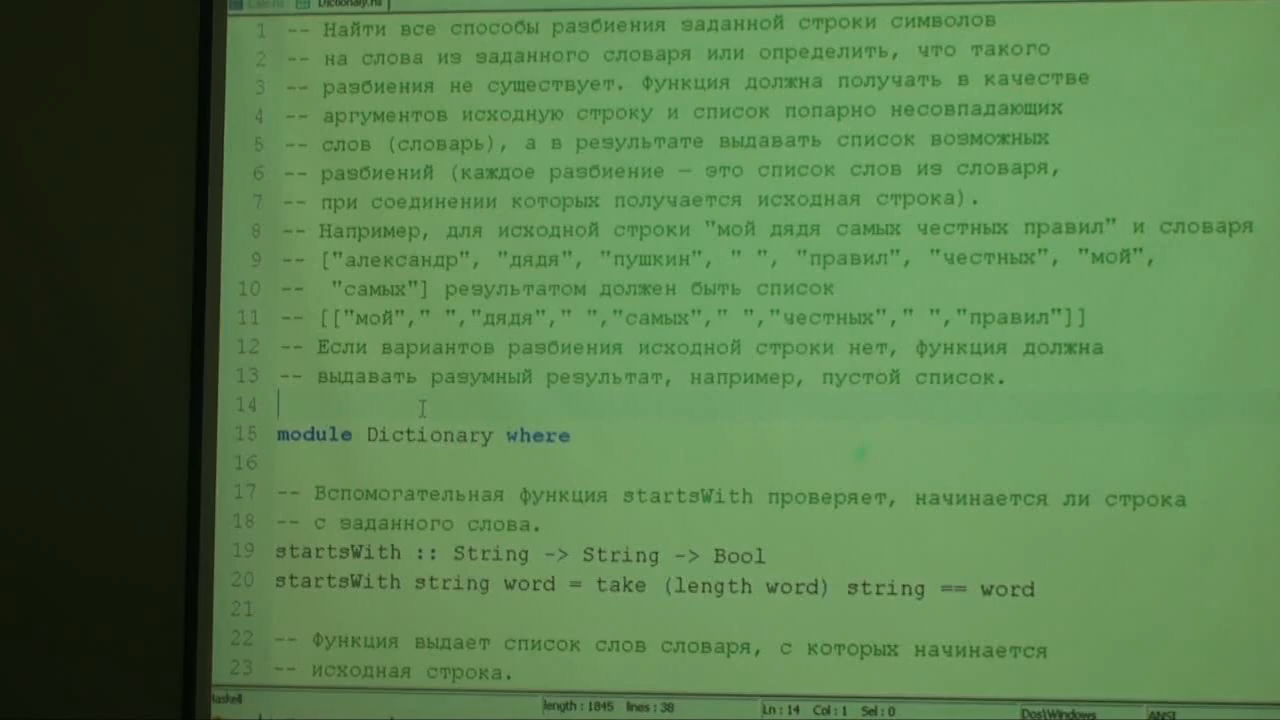 Dictionary.hs
1 -- Найти все способы разбиения заданной строки символов
2 -- на слова из заданного словаря или определить, что такого
3 -- разбиения не существует. Функция должна получать в качестве
4 -- аргументов исходную строку и список попарно несовпадающих
5 -- слов (словарь), а в результате выдавать список возможных
6 -- разбиений (каждое разбиение — это список слов из словаря,
7 -- при соединении которых получается исходная строка).
8 -- Например, для исходной строки "мой дядя самых честных правил" и словаря
9 -- ["александр", "дядя", "пушкин", " ", "правил", "честных", "мой",
10 -- "самых"] результатом должен быть список
11 -- [["мой"," ","дядя"," ","самых"," ","честных"," ","правил"]]
12 -- Если вариантов разбиения исходной строки нет, функция должна
13 -- выдавать разумный результат, например, пустой список.
14
15 module Dictionary where
16
17 -- Вспомогательная функция startsWith проверяет, начинается ли строка
18 -- с заданного слова.
19 startsWith :: String -> String -> Bool
20 startsWith string word = take (length word) string == word
21
22 -- Функция выдает список слов словаря, с которых начинается
23 -- исходная строка.
Haskell length : 1845 lines : 38 Ln : 14 Col : 1 Sel : 0 Dos\Windows ANSI